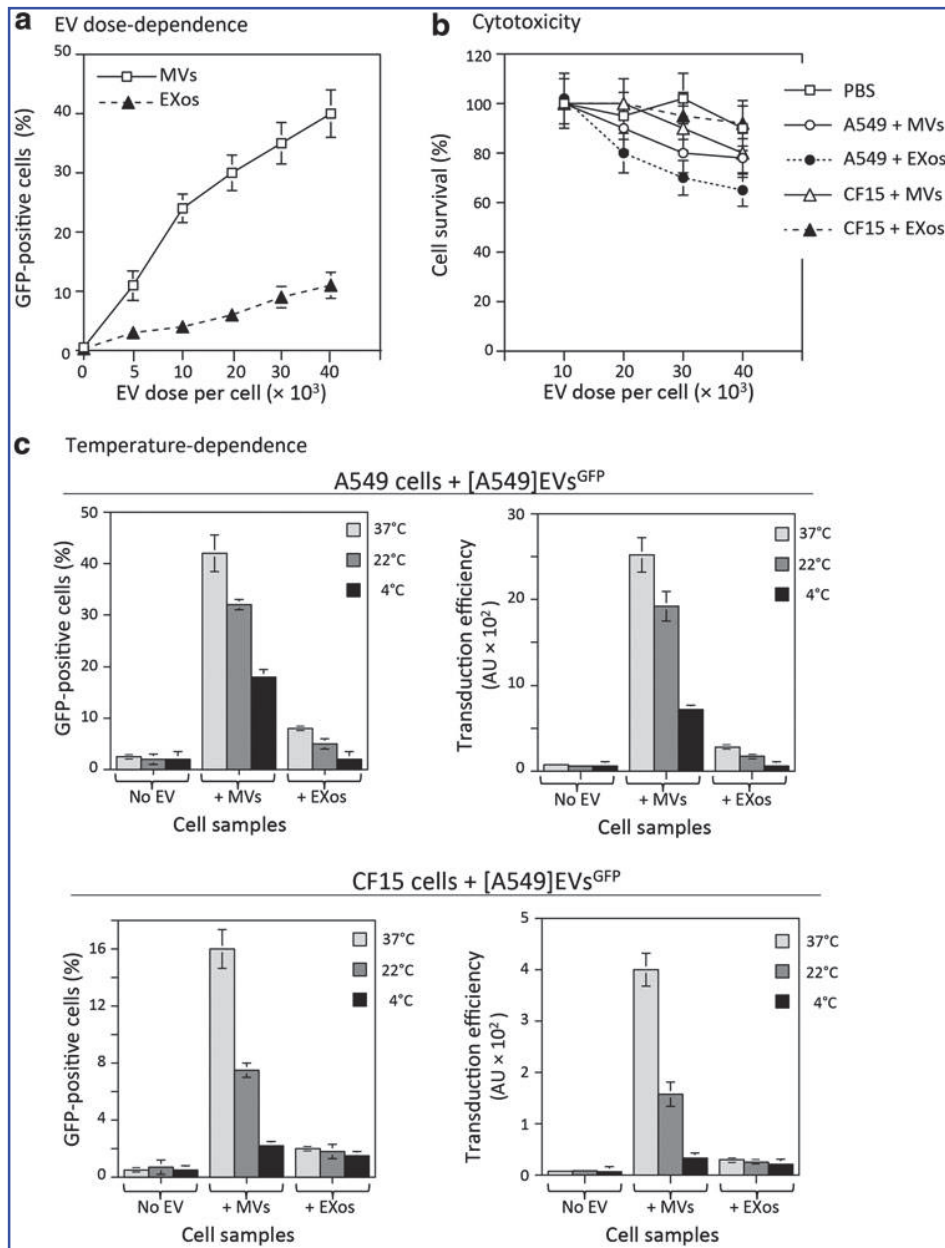 a EV dose-dependence
50
40
30
20
10
0
GFP-positive cells (%)
MVs
EXos
0 5 10 20 30 40
EV dose per cell (× 10³)
b Cytotoxicity
120
100
80
60
40
20
0
Cell survival (%)
PBS
A549 + MVs
A549 + EXos
CF15 + MVs
CF15 + EXos
0 10 20 30 40
EV dose per cell (× 10³)
c Temperature-dependence
A549 cells + [A549]EVsᴳᶠᴾ
50
40
30
20
10
0
GFP-positive cells (%)
37°C
22°C
4°C
No EV + MVs + EXos
Cell samples
30
20
10
0
Transduction efficiency
(AU × 10²)
37°C
22°C
4°C
No EV + MVs + EXos
Cell samples
CF15 cells + [A549]EVsᴳᶠᴾ
16
12
8
4
0
GFP-positive cells (%)
37°C
22°C
4°C
No EV + MVs + EXos
Cell samples
5
4
3
2
1
0
Transduction efficiency
(AU × 10²)
37°C
22°C
4°C
No EV + MVs + EXos
Cell samples